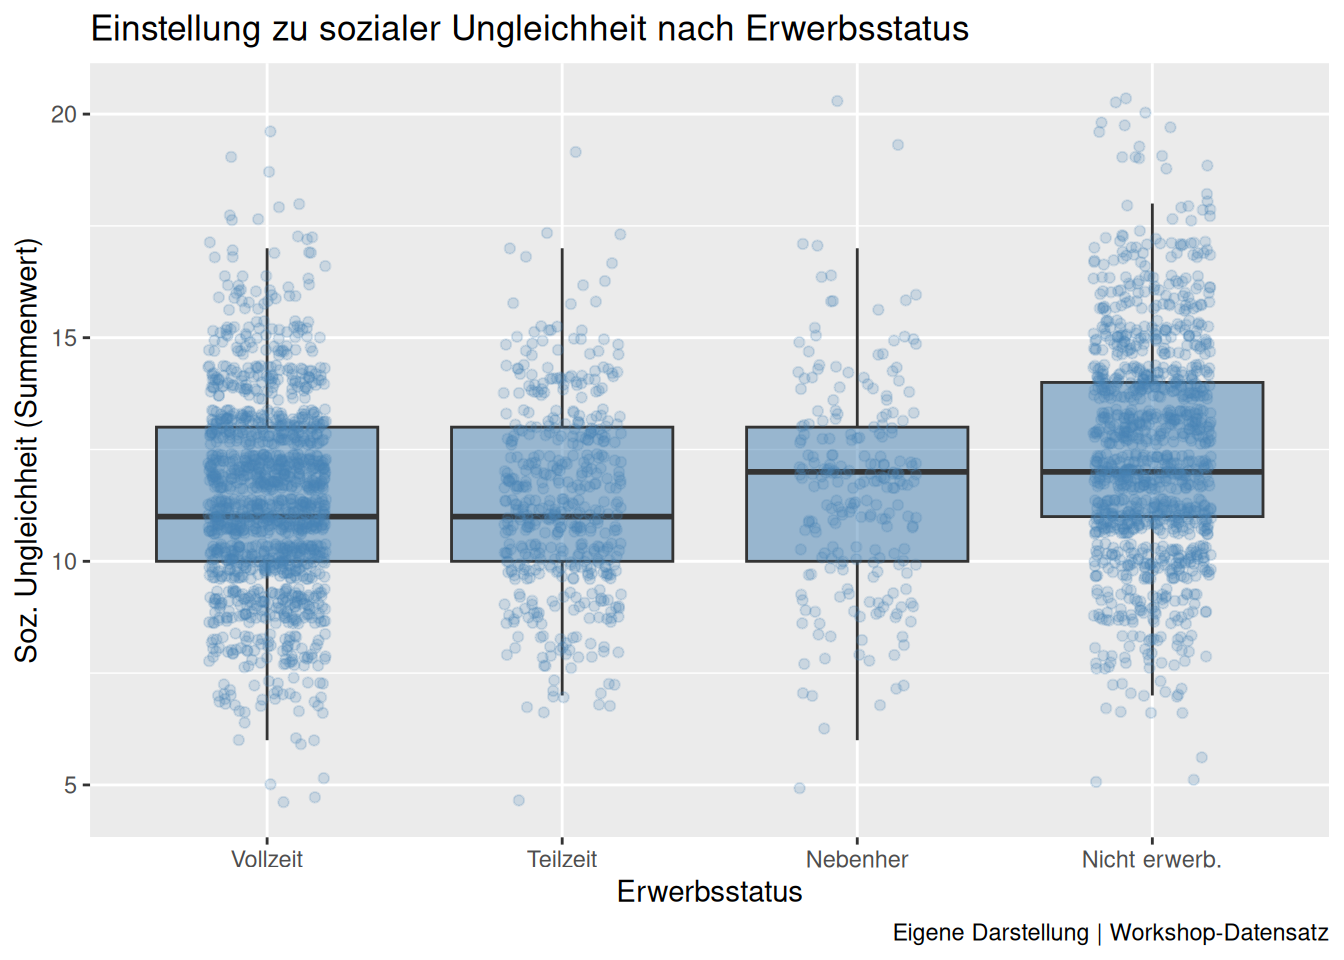 Einstellung zu sozialer Ungleichheit nach Erwerbsstatus
Soz. Ungleichheit (Summenwert)
20
15
10
5
Vollzeit
Teilzeit
Nebenher
Nicht erwerb.
Erwerbsstatus
Eigene Darstellung | Workshop-Datensatz